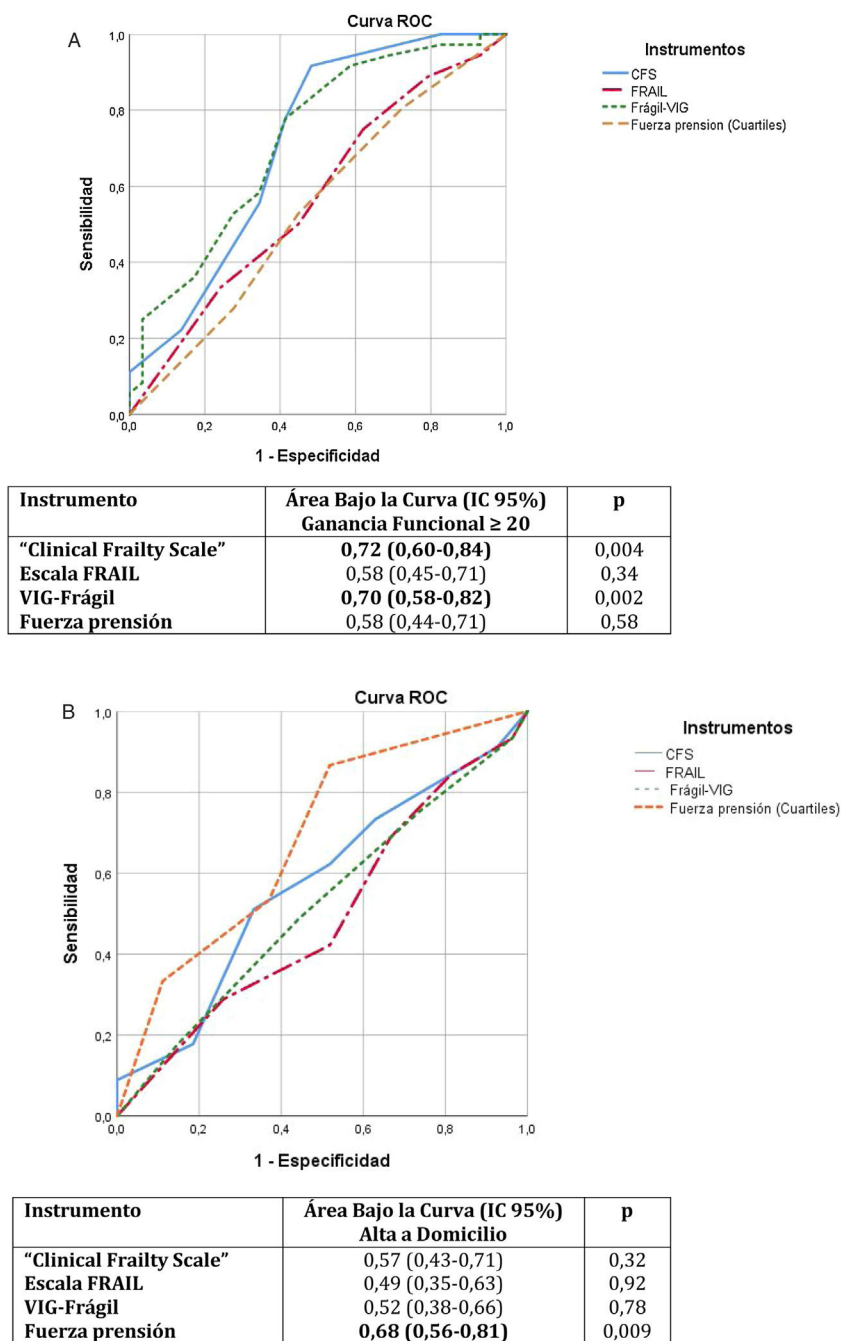 A
Curva ROC
Instrumentos
CFS
FRAIL
Frágil-VIG
Fuerza prension (Cuartiles)
Sensibilidad
1,0
0,8
0,6
0,4
0,2
0,0
0,0 0,2 0,4 0,6 0,8 1,0
1 - Especificidad
Instrumento Área Bajo la Curva (IC 95%) p
Ganancia Funcional ≥ 20
“Clinical Frailty Scale” 0,72 (0,60-0,84) 0,004
Escala FRAIL 0,58 (0,45-0,71) 0,34
VIG-Frágil 0,70 (0,58-0,82) 0,002
Fuerza prensión 0,58 (0,44-0,71) 0,58
B
Curva ROC
Instrumentos
CFS
FRAIL
Frágil-VIG
Fuerza prensión (Cuartiles)
Sensibilidad
1,0
0,8
0,6
0,4
0,2
0,0
0,0 0,2 0,4 0,6 0,8 1,0
1 - Especificidad
Instrumento Área Bajo la Curva (IC 95%) p
Alta a Domicilio
“Clinical Frailty Scale” 0,57 (0,43-0,71) 0,32
Escala FRAIL 0,49 (0,35-0,63) 0,92
VIG-Frágil 0,52 (0,38-0,66) 0,78
Fuerza prensión 0,68 (0,56-0,81) 0,009